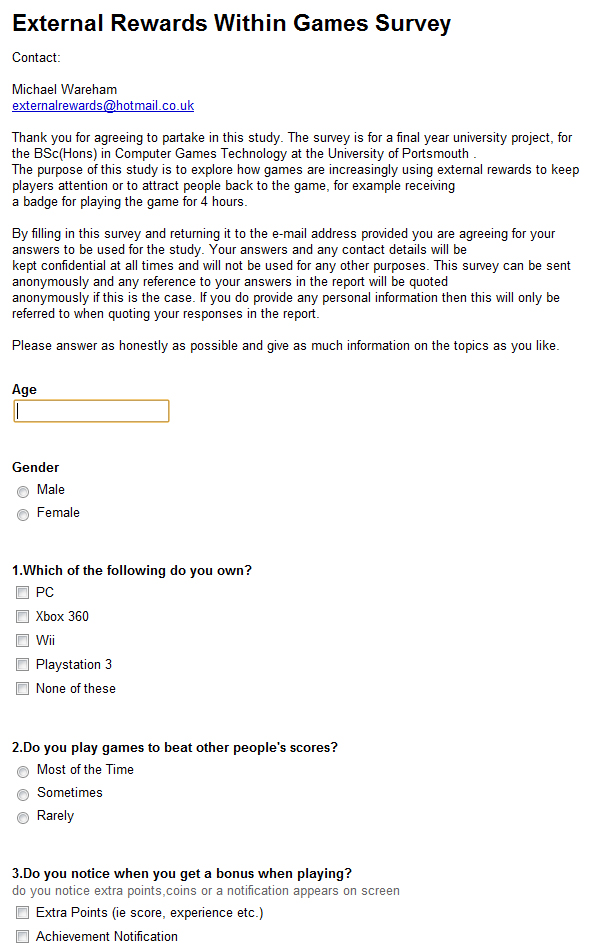 External Rewards Within Games Survey
Contact:
Michael Wareham
externalrewards@hotmail.co.uk
Thank you for agreeing to partake in this study. The survey is for a final year university project, for
the BSc(Hons) in Computer Games Technology at the University of Portsmouth .
The purpose of this study is to explore how games are increasingly using external rewards to keep
players attention or to attract people back to the game, for example receiving
a badge for playing the game for 4 hours.
By filling in this survey and returning it to the e-mail address provided you are agreeing for your
answers to be used for the study. Your answers and any contact details will be
kept confidential at all times and will not be used for any other purposes. This survey can be sent
anonymously and any reference to your answers in the report will be quoted
anonymously if this is the case. If you do provide any personal information then this will only be
referred to when quoting your responses in the report.
Please answer as honestly as possible and give as much information on the topics as you like.
Age
Gender
Male
Female
1.Which of the following do you own?
PC
Xbox 360
Wii
Playstation 3
None of these
2.Do you play games to beat other people's scores?
Most of the Time
Sometimes
Rarely
3.Do you notice when you get a bonus when playing?
do you notice extra points,coins or a notification appears on screen
Extra Points (ie score, experience etc.)
Achievement Notification